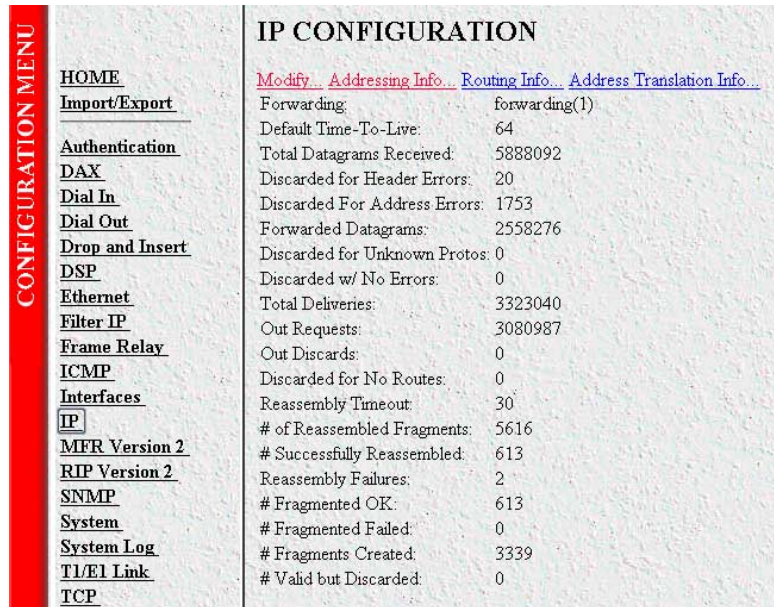 CONFIGURATION MENU
HOME
Import/Export
Authentication
DAX
Dial In
Dial Out
Drop and Insert
DSP
Ethernet
Filter IP
Frame Relay
ICMP
Interfaces
IP
MFR Version 2
RIP Version 2
SNMP
System
System Log
T1/E1 Link
TCP
IP CONFIGURATION
Modify... Addressing Info... Routing Info... Address Translation Info...
Forwarding: forwarding(1)
Default Time-To-Live: 64
Total Datagrams Received: 5888092
Discarded for Header Errors: 20
Discarded For Address Errors: 1753
Forwarded Datagrams: 2558276
Discarded for Unknown Protos: 0
Discarded w/ No Errors: 0
Total Deliveries: 3323040
Out Requests: 3080987
Out Discards: 0
Discarded for No Routes: 0
Reassembly Timeout: 30
# of Reassembled Fragments: 5616
# Successfully Reassembled: 613
Reassembly Failures: 2
# Fragmented OK: 613
# Fragmented Failed: 0
# Fragments Created: 3339
# Valid but Discarded: 0